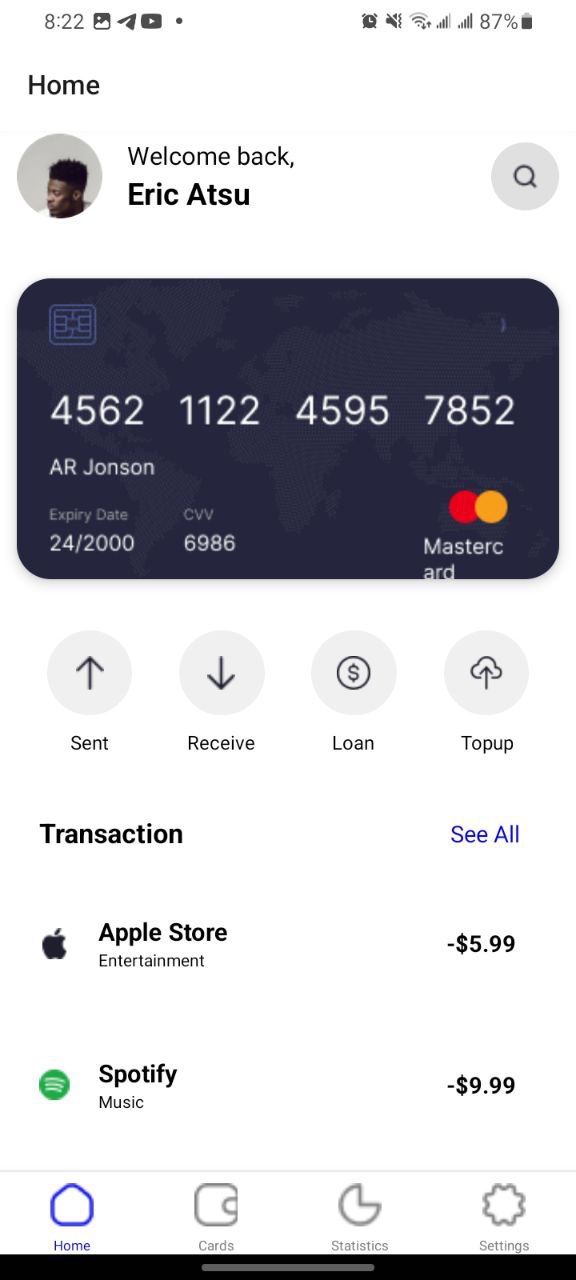 8:22 87%
Home
Welcome back,
Eric Atsu
4562 1122 4595 7852
AR Jonson
Expiry Date CVV
24/2000 6986
Masterc
ard
Sent Receive Loan Topup
Transaction See All
Apple Store -$5.99
Entertainment
Spotify -$9.99
Music
Home Cards Statistics Settings